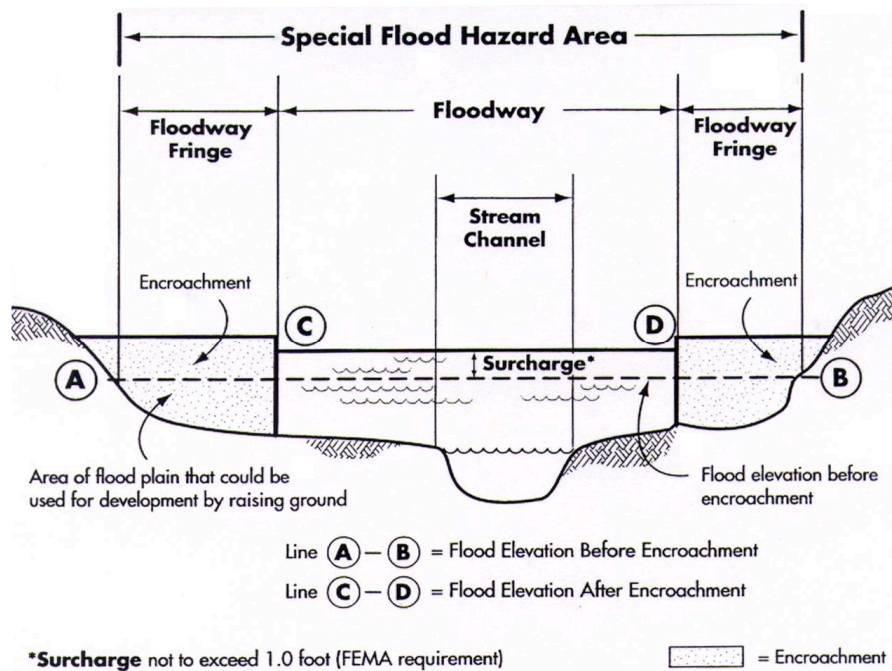 Special Flood Hazard Area
Floodway
Fringe
Floodway
Floodway
Fringe
Stream
Channel
Encroachment
Encroachment
C
D
Surcharge*
A
B
Area of flood plain that could be
used for development by raising ground
Flood elevation before
encroachment
Line A – B = Flood Elevation Before Encroachment
Line C – D = Flood Elevation After Encroachment
*Surcharge not to exceed 1.0 foot (FEMA requirement)
= Encroachment